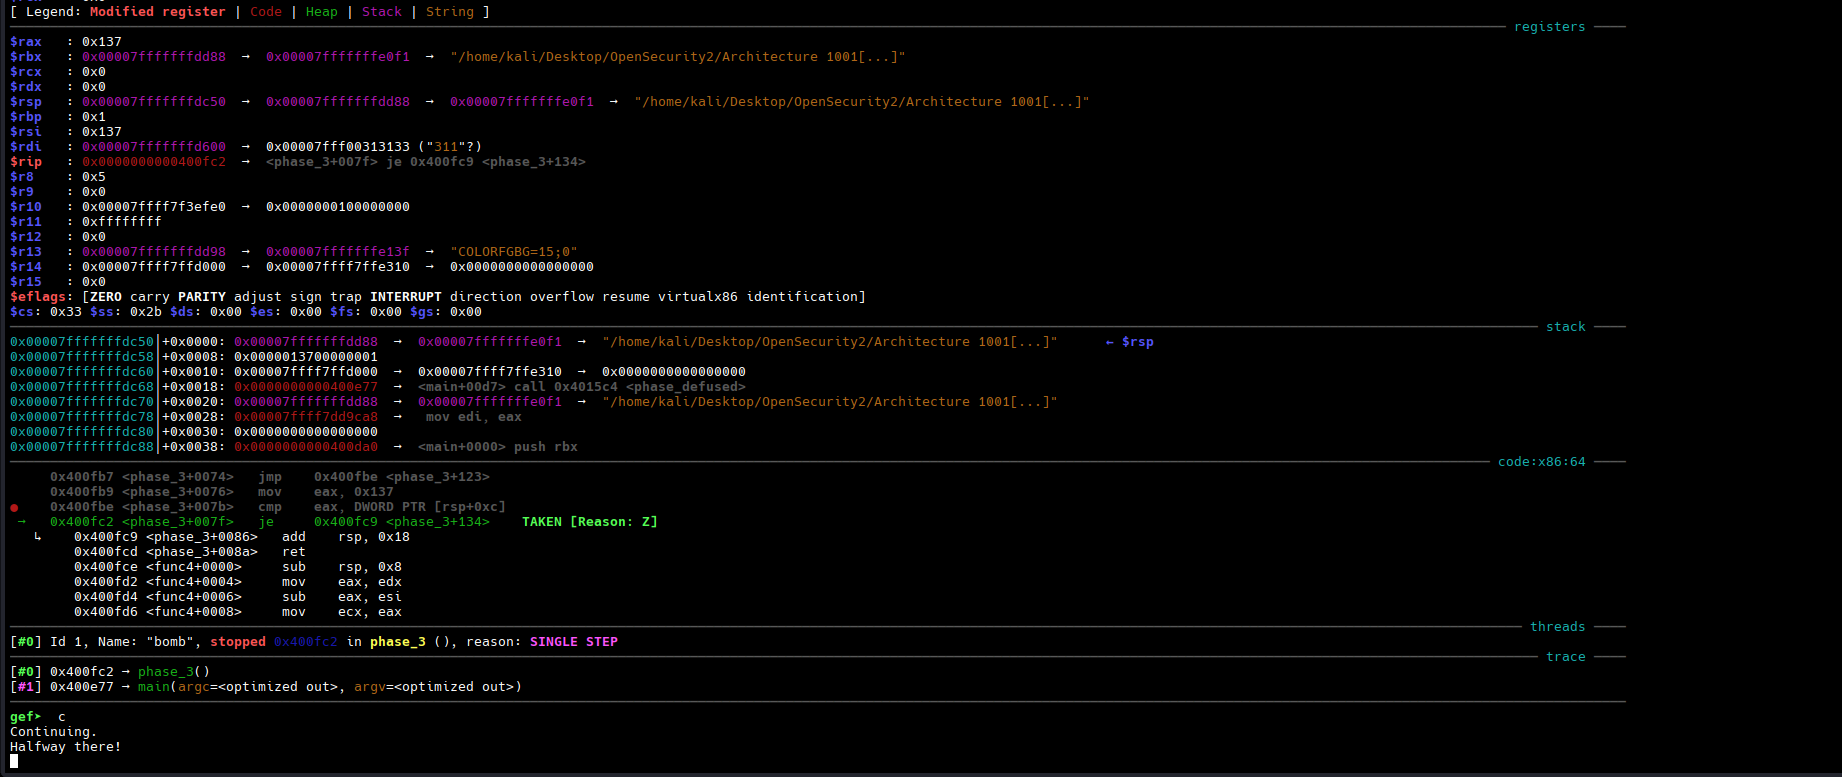 [ Legend: Modified register | Code | Heap | Stack | String ]
registers
$rax   : 0x137
$rbx   : 0x00007fffffffdd88  →  0x00007fffffffe0f1  →  "/home/kali/Desktop/OpenSecurity2/Architecture 1001[...]"
$rcx   : 0x0
$rdx   : 0x0
$rsp   : 0x00007fffffffdc50  →  0x00007fffffffdd88  →  0x00007fffffffe0f1  →  "/home/kali/Desktop/OpenSecurity2/Architecture 1001[...]"
$rbp   : 0x1
$rsi   : 0x137
$rdi   : 0x00007fffffffd600  →  0x00007fff00313133 ("311"?)
$rip   : 0x0000000000400fc2  →  <phase_3+007f> je 0x400fc9 <phase_3+134>
$r8    : 0x5
$r9    : 0x0
$r10   : 0x00007ffff7f3efe0  →  0x0000000100000000
$r11   : 0xffffffff
$r12   : 0x0
$r13   : 0x00007fffffffdd98  →  0x00007fffffffe13f  →  "COLORFGBG=15;0"
$r14   : 0x00007ffff7ffd000  →  0x00007ffff7ffe310  →  0x0000000000000000
$r15   : 0x0
$eflags: [ZERO carry PARITY adjust sign trap INTERRUPT direction overflow resume virtualx86 identification]
$cs: 0x33 $ss: 0x2b $ds: 0x00 $es: 0x00 $fs: 0x00 $gs: 0x00
stack
0x00007fffffffdc50|+0x0000: 0x00007fffffffdd88  →  0x00007fffffffe0f1  →  "/home/kali/Desktop/OpenSecurity2/Architecture 1001[...]"      ← $rsp
0x00007fffffffdc58|+0x0008: 0x0000013700000001
0x00007fffffffdc60|+0x0010: 0x00007ffff7ffd000  →  0x00007ffff7ffe310  →  0x0000000000000000
0x00007fffffffdc68|+0x0018: 0x0000000000400e77  →  <main+00d7> call 0x4015c4 <phase_defused>
0x00007fffffffdc70|+0x0020: 0x00007fffffffdd88  →  0x00007fffffffe0f1  →  "/home/kali/Desktop/OpenSecurity2/Architecture 1001[...]"
0x00007fffffffdc78|+0x0028: 0x00007ffff7dd9ca8  →   mov edi, eax
0x00007fffffffdc80|+0x0030: 0x0000000000000000
0x00007fffffffdc88|+0x0038: 0x0000000000400da0  →  <main+0000> push rbx
code:x86:64
0x400fb7 <phase_3+0074>   jmp    0x400fbe <phase_3+123>
0x400fb9 <phase_3+0076>   mov    eax, 0x137
●    0x400fbe <phase_3+007b>   cmp    eax, DWORD PTR [rsp+0xc]
→   0x400fc2 <phase_3+007f>   je     0x400fc9 <phase_3+134>    TAKEN [Reason: Z]
↳    0x400fc9 <phase_3+0086>   add    rsp, 0x18
0x400fcd <phase_3+008a>   ret
0x400fce <func4+0000>     sub    rsp, 0x8
0x400fd2 <func4+0004>     mov    eax, edx
0x400fd4 <func4+0006>     sub    eax, esi
0x400fd6 <func4+0008>     mov    ecx, eax
threads
[#0] Id 1, Name: "bomb", stopped 0x400fc2 in phase_3 (), reason: SINGLE STEP
trace
[#0] 0x400fc2 → phase_3()
[#1] 0x400e77 → main(argc=<optimized out>, argv=<optimized out>)
gef➤  c
Continuing.
Halfway there!